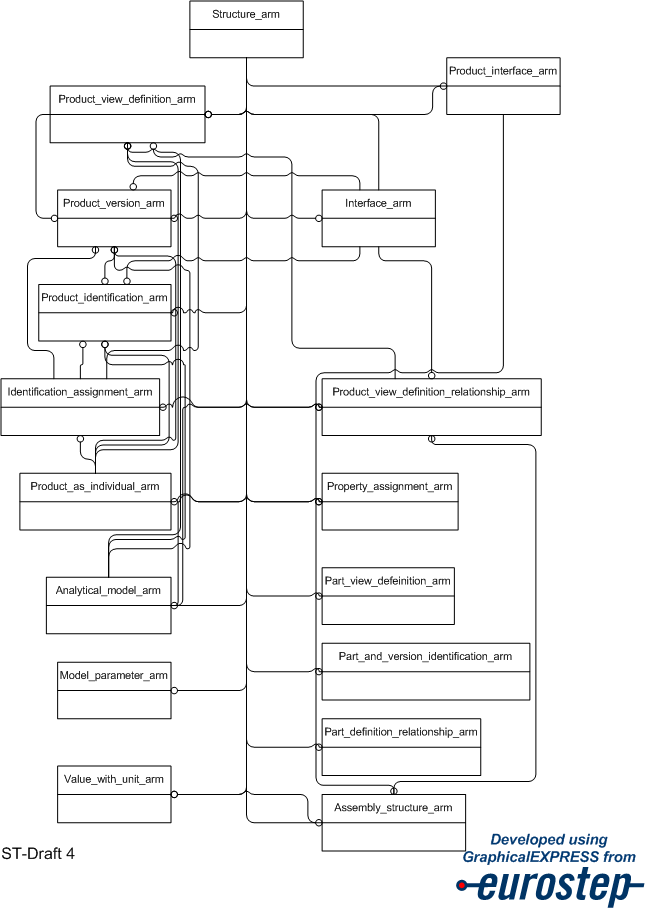 Structure_arm
Product_interface_arm
Product_view_definition_arm
Product_version_arm
Interface_arm
Product_identification_arm
Identification_assignment_arm
Product_view_definition_relationship_arm
Product_as_individual_arm
Property_assignment_arm
Analytical_model_arm
Part_view_defeinition_arm
Part_and_version_identification_arm
Model_parameter_arm
Part_definition_relationship_arm
Value_with_unit_arm
Assembly_structure_arm
ST-Draft 4
Developed using
GraphicalEXPRESS from
eurostep